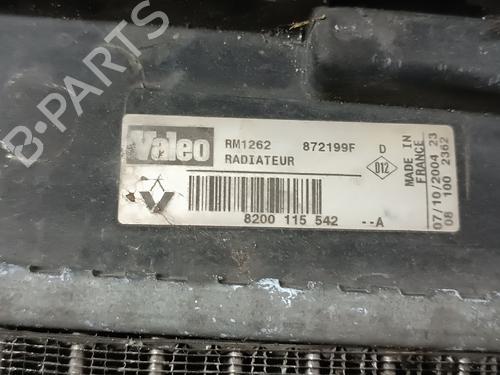 Valeo
RM1262 872199F D
RADIATEUR
D12
8200 115 542 --A
MADE IN
FRANCE
07/10/2004 23
08 100 2362
B-PARTS